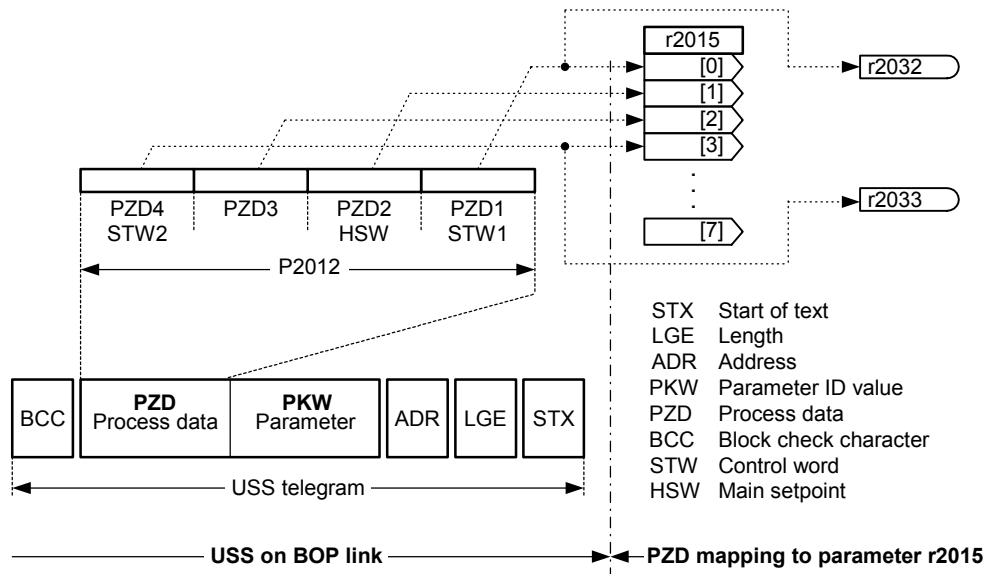 r2015
[0]
[1]
[2]
[3]
[7]
r2032
r2033
PZD4
STW2
PZD3
PZD2
HSW
PZD1
STW1
P2012
BCC
PZD
Process data
PKW
Parameter
ADR
LGE
STX
USS telegram
STX Start of text
LGE Length
ADR Address
PKW Parameter ID value
PZD Process data
BCC Block check character
STW Control word
HSW Main setpoint
USS on BOP link
PZD mapping to parameter r2015